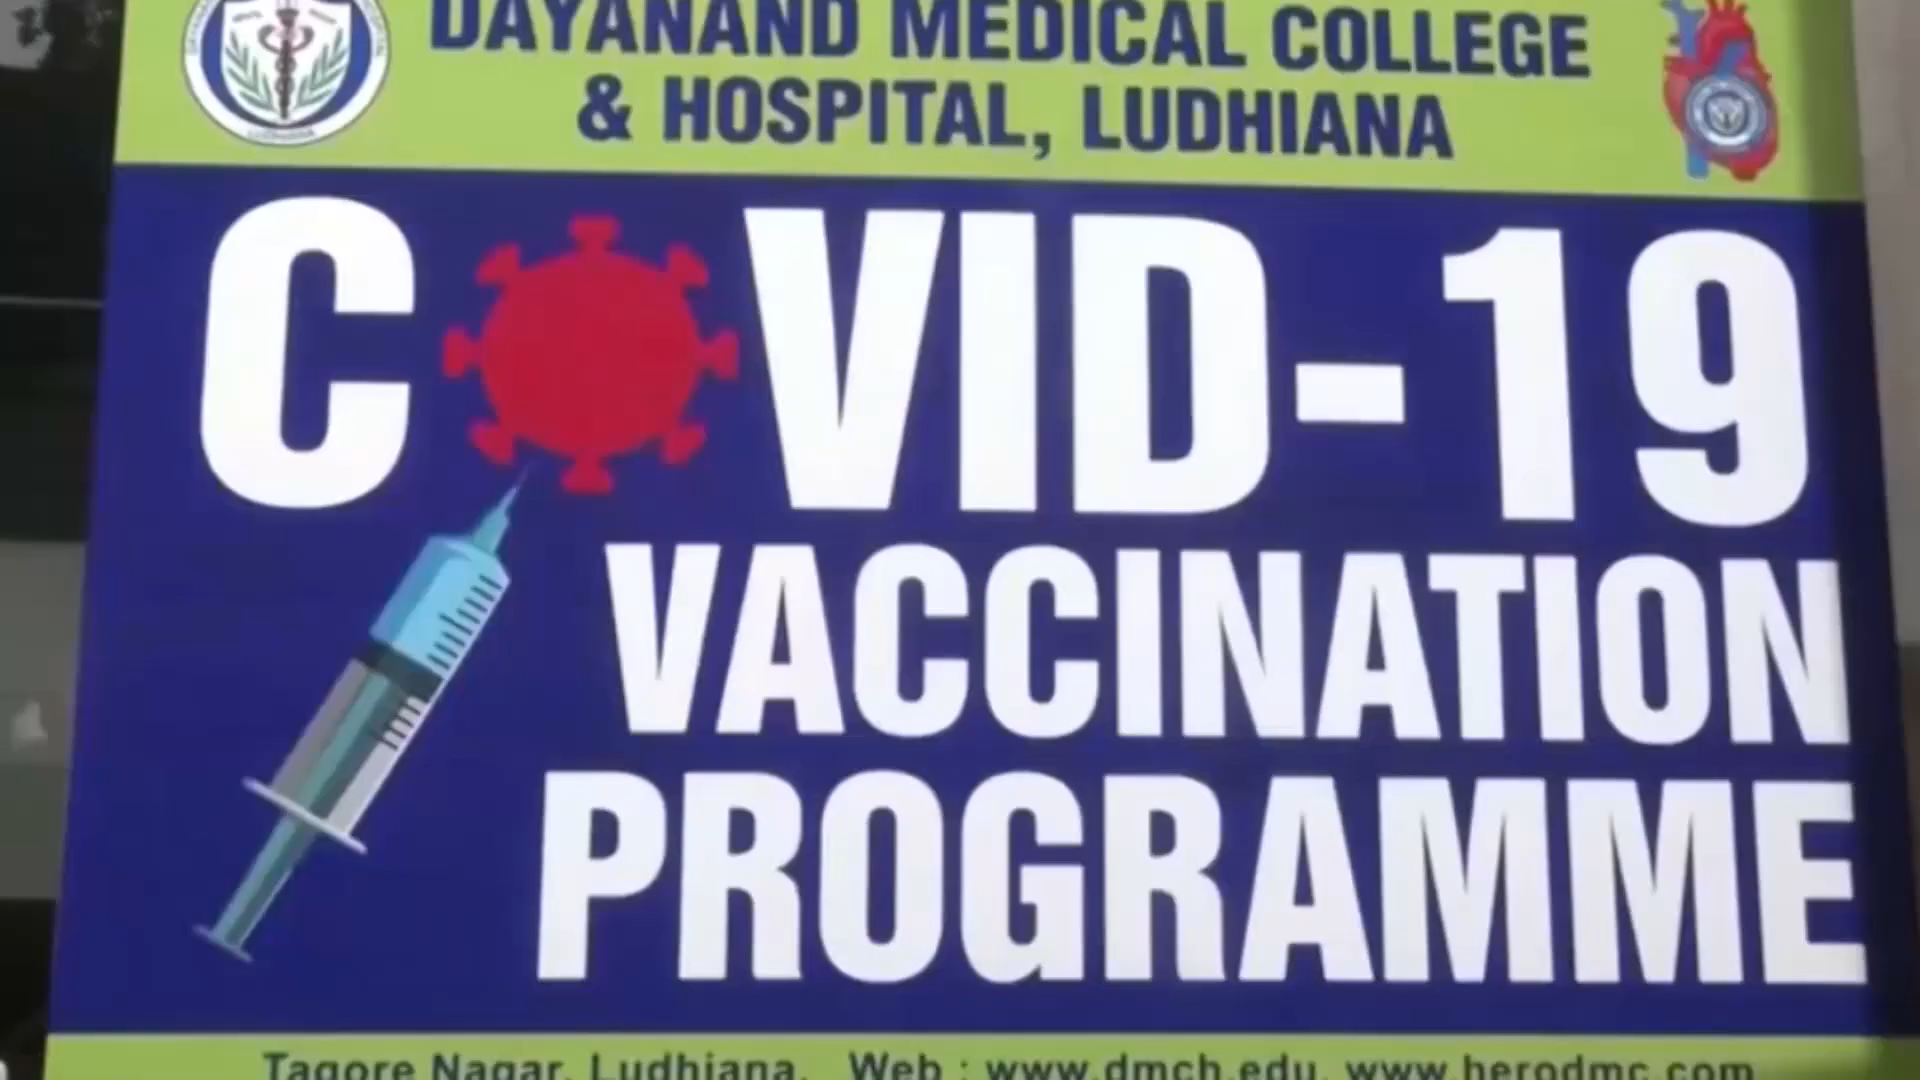 DAYANAND MEDICAL COLLEGE
& HOSPITAL, LUDHIANA
LUDHIANA
COVID-19
VACCINATION
PROGRAMME
Tagore Nagar, Ludhiana. Web : www.dmch.edu, www.herodmc.com